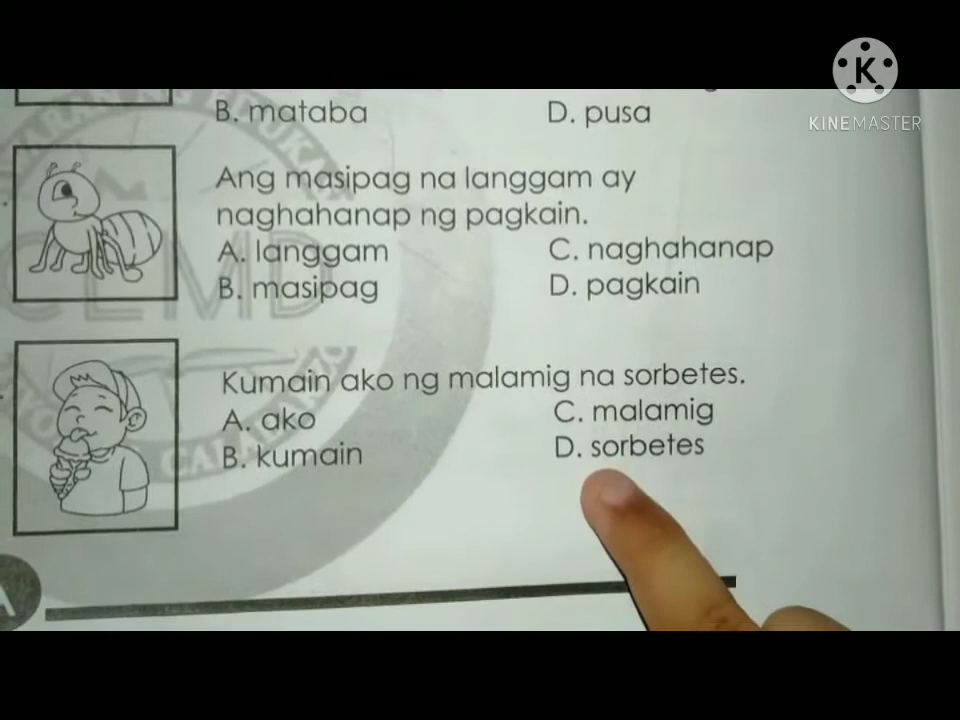 K
KINEMASTER
B. mataba D. pusa
Ang masipag na langgam ay
naghahanap ng pagkain.
A. langgam C. naghahanap
B. masipag D. pagkain
CLMD
Kumain ako ng malamig na sorbetes.
A. ako C. malamig
B. kumain D. sorbetes
A